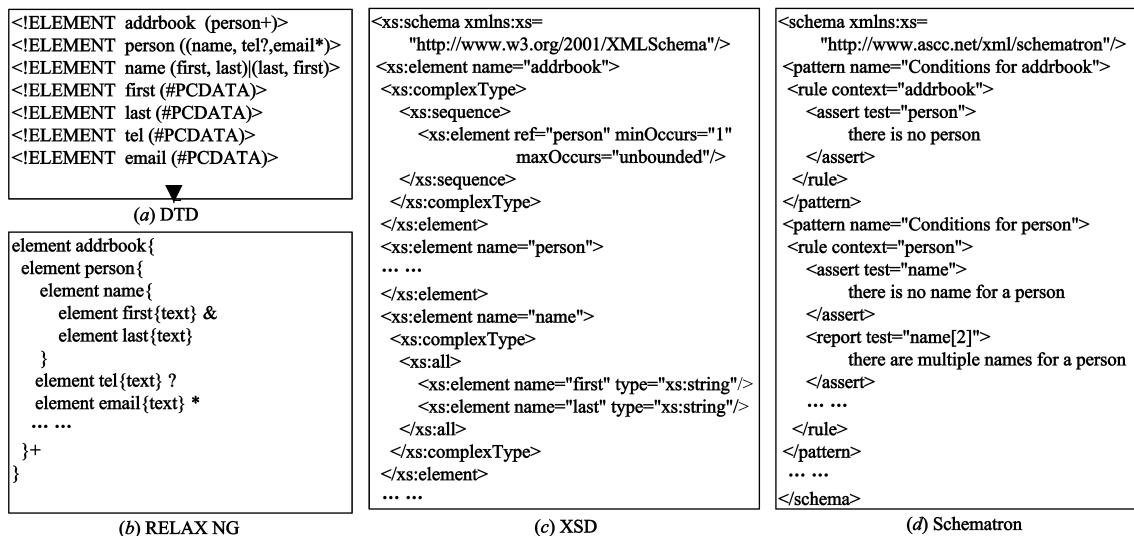 <!ELEMENT addrbook (person+)>
<!ELEMENT person ((name, tel?,email*)>
<!ELEMENT name (first, last)|(last, first)>
<!ELEMENT first (#PCDATA)>
<!ELEMENT last (#PCDATA)>
<!ELEMENT tel (#PCDATA)>
<!ELEMENT email (#PCDATA)>
(a) DTD
element addrbook{
element person{
element name{
element first{text} &
element last{text}
}
element tel{text} ?
element email{text} *
… …
}+
}
(b) RELAX NG
<xs:schema xmlns:xs=
"http://www.w3.org/2001/XMLSchema"/>
<xs:element name="addrbook">
<xs:complexType>
<xs:sequence>
<xs:element ref="person" minOccurs="1"
maxOccurs="unbounded"/>
</xs:sequence>
</xs:complexType>
</xs:element>
<xs:element name="person">
… …
</xs:element>
<xs:element name="name">
<xs:complexType>
<xs:all>
<xs:element name="first" type="xs:string"/>
<xs:element name="last" type="xs:string"/>
</xs:all>
</xs:complexType>
</xs:element>
… …
(c) XSD
<schema xmlns:xs=
"http://www.ascc.net/xml/schematron"/>
<pattern name="Conditions for addrbook">
<rule context="addrbook">
<assert test="person">
there is no person
</assert>
</rule>
</pattern>
<pattern name="Conditions for person">
<rule context="person">
<assert test="name">
there is no name for a person
</assert>
<report test="name[2]">
there are multiple names for a person
</assert>
… …
</rule>
</pattern>
… …
</schema>
(d) Schematron